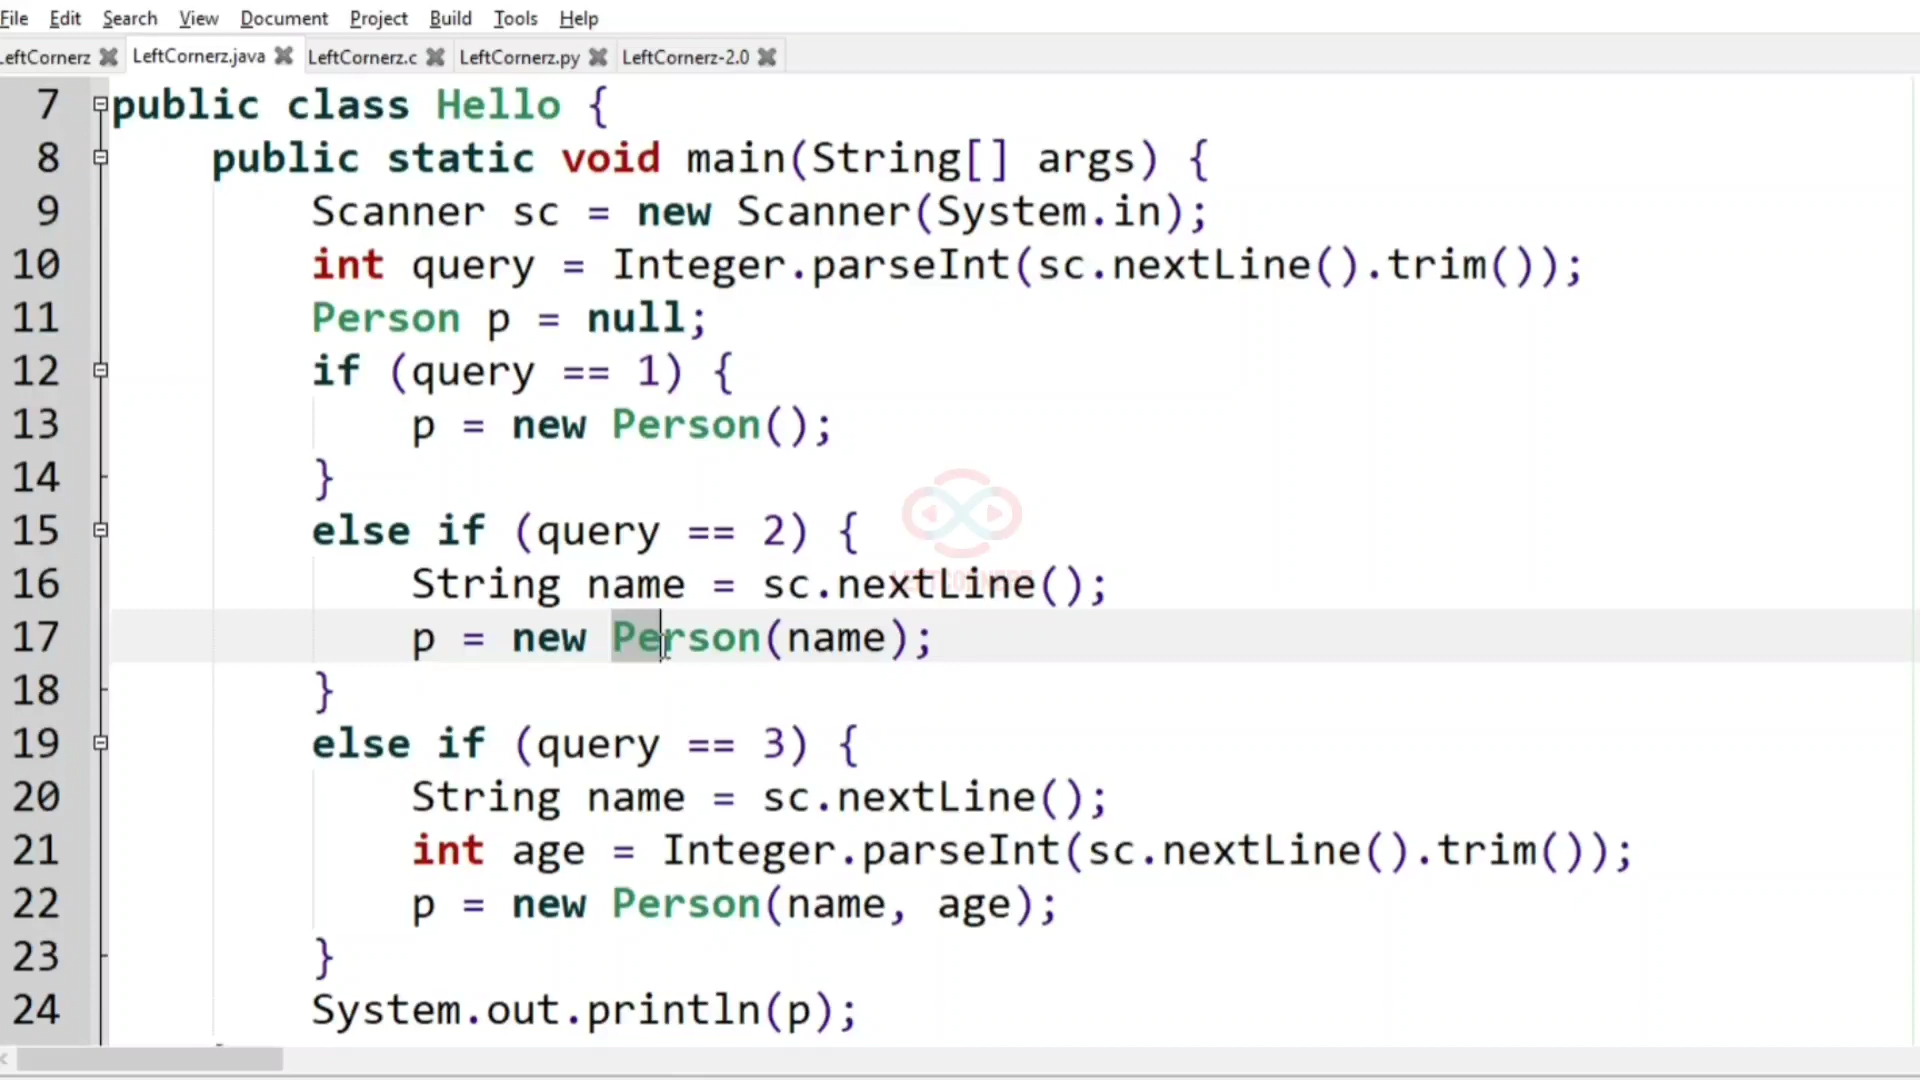 File Edit Search View Document Project Build Tools Help
LeftCornerz LeftCornerz.java LeftCornerz.c LeftCornerz.py LeftCornerz-2.0
7 public class Hello {
8 public static void main(String[] args) {
9 Scanner sc = new Scanner(System.in);
10 int query = Integer.parseInt(sc.nextLine().trim());
11 Person p = null;
12 if (query == 1) {
13 p = new Person();
14 }
15 else if (query == 2) {
16 String name = sc.nextLine();
17 p = new Person(name);
18 }
19 else if (query == 3) {
20 String name = sc.nextLine();
21 int age = Integer.parseInt(sc.nextLine().trim());
22 p = new Person(name, age);
23 }
24 System.out.println(p);